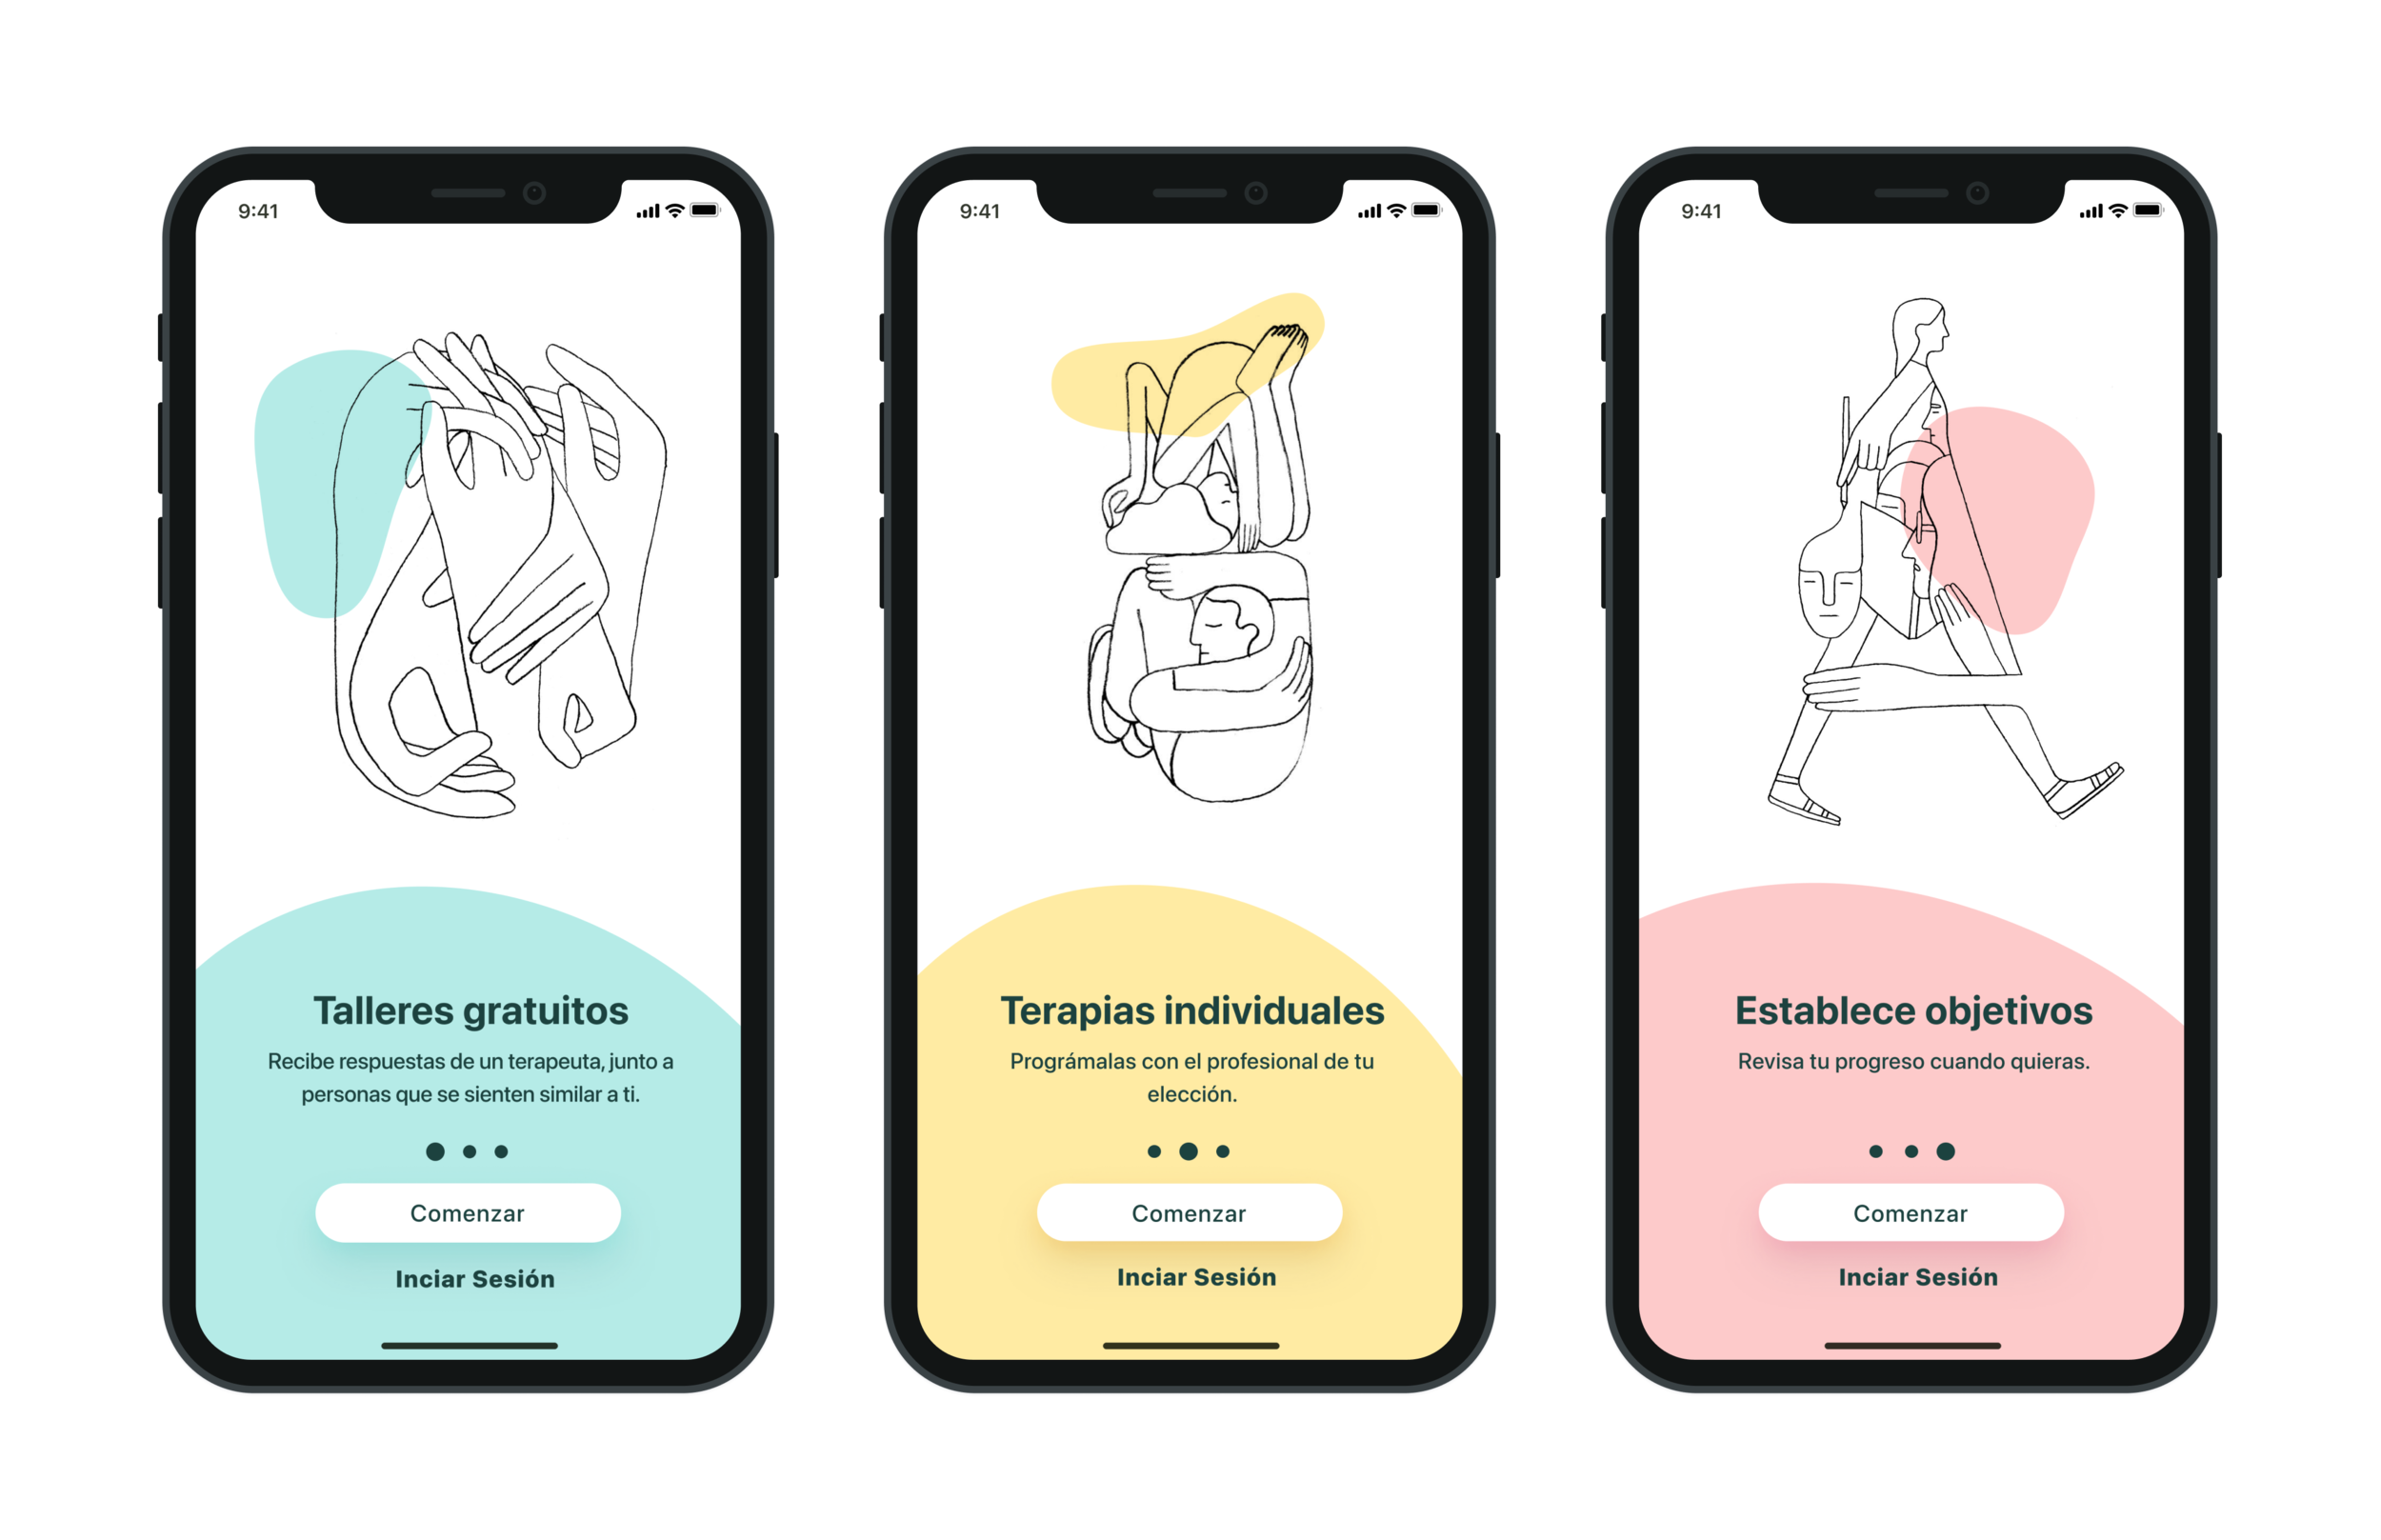 9:41
Talleres gratuitos
Recibe respuestas de un terapeuta, junto a
personas que se sienten similar a ti.
Comenzar
Inciar Sesión
9:41
Terapias individuales
Prográmalas con el profesional de tu
elección.
Comenzar
Inciar Sesión
9:41
Establece objetivos
Revisa tu progreso cuando quieras.
Comenzar
Inciar Sesión